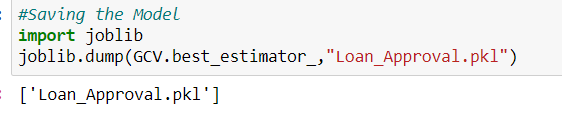 #Saving the Model
import joblib
joblib.dump(GCV.best_estimator_,"Loan_Approval.pkl")
['Loan_Approval.pkl']